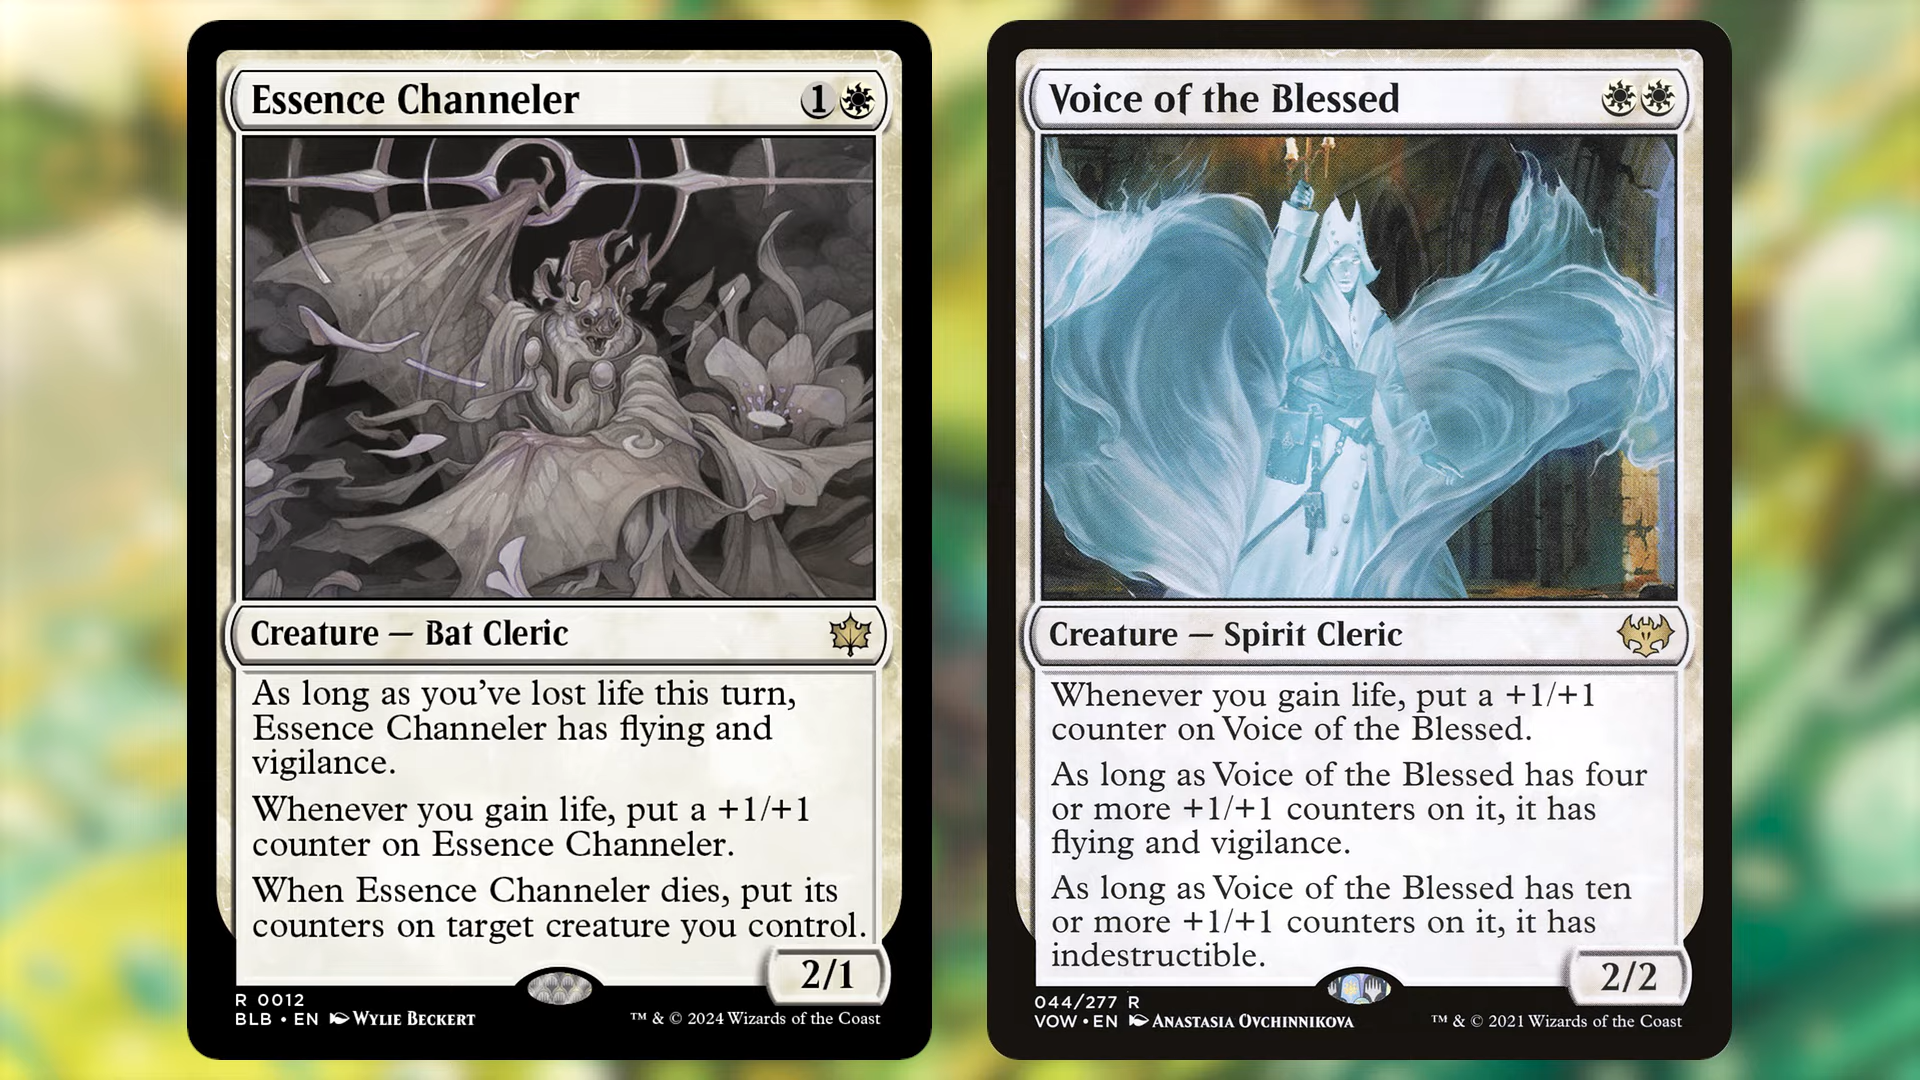 Essence Channeler
1
Creature — Bat Cleric
As long as you've lost life this turn,
Essence Channeler has flying and
vigilance.
Whenever you gain life, put a +1/+1
counter on Essence Channeler.
When Essence Channeler dies, put its
counters on target creature you control.
2/1
R 0012
BLB • EN Wylie Beckert
™ & © 2024 Wizards of the Coast
Voice of the Blessed
Creature — Spirit Cleric
Whenever you gain life, put a +1/+1
counter on Voice of the Blessed.
As long as Voice of the Blessed has four
or more +1/+1 counters on it, it has
flying and vigilance.
As long as Voice of the Blessed has ten
or more +1/+1 counters on it, it has
indestructible.
2/2
044/277 R
VOW • EN Anastasia Ovchinnikova
™ & © 2021 Wizards of the Coast